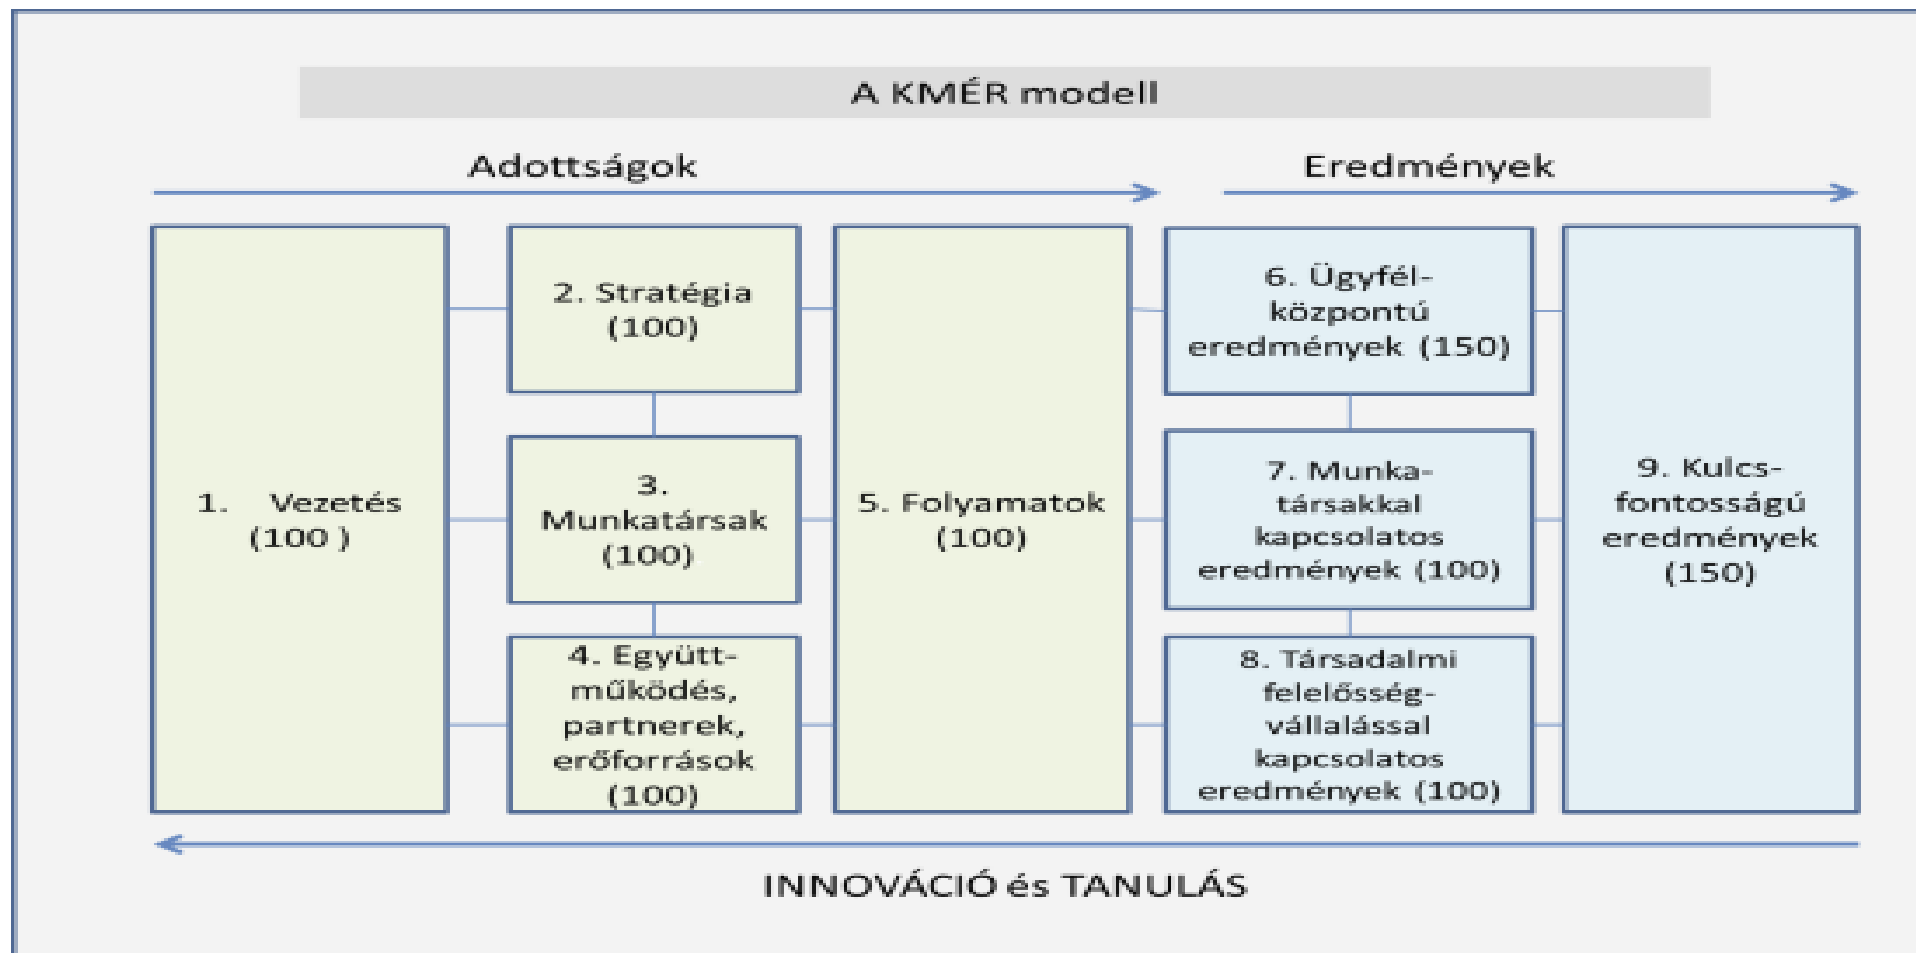 A KMÉR modell
Adottságok
Eredmények
1. Vezetés
(100 )
2. Stratégia
(100)
3.
Munkatársak
(100)
4. Együtt-
működés,
partnerek,
erőforrások
(100)
5. Folyamatok
(100)
6. Ügyfél-
központú
eredmények (150)
7. Munka-
társakkal
kapcsolatos
eredmények (100)
8. Társadalmi
felelősség-
vállalással
kapcsolatos
eredmények (100)
9. Kulcs-
fontosságú
eredmények
(150)
INNOVÁCIÓ és TANULÁS